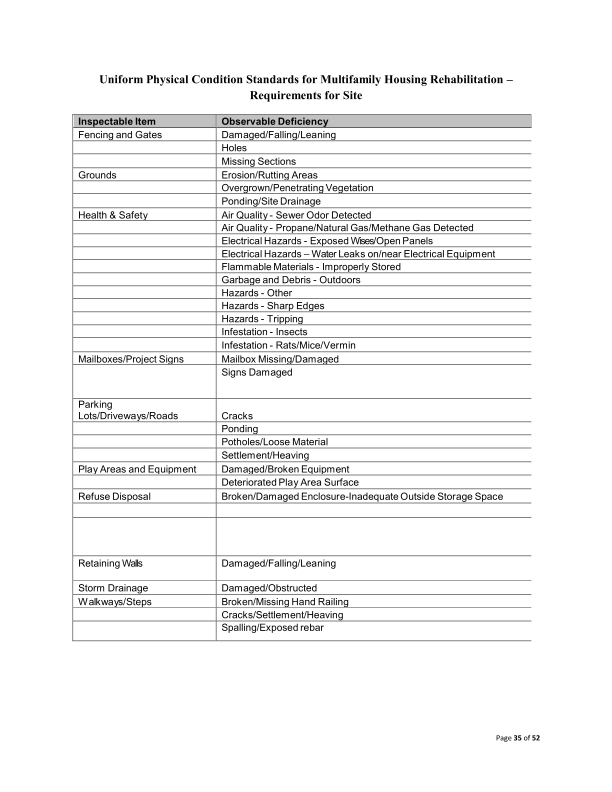 Uniform Physical Condition Standards for Multifamily Housing Rehabilitation –
Requirements for Site
Inspectable Item Observable Deficiency
Fencing and Gates Damaged/Falling/Leaning
Holes
Missing Sections
Grounds Erosion/Rutting Areas
Overgrown/Penetrating Vegetation
Ponding/Site Drainage
Health & Safety Air Quality - Sewer Odor Detected
Air Quality - Propane/Natural Gas/Methane Gas Detected
Electrical Hazards - Exposed Wises/Open Panels
Electrical Hazards – Water Leaks on/near Electrical Equipment
Flammable Materials - Improperly Stored
Garbage and Debris - Outdoors
Hazards - Other
Hazards - Sharp Edges
Hazards - Tripping
Infestation - Insects
Infestation - Rats/Mice/Vermin
Mailboxes/Project Signs Mailbox Missing/Damaged
Signs Damaged
Parking
Lots/Driveways/Roads Cracks
Ponding
Potholes/Loose Material
Settlement/Heaving
Play Areas and Equipment Damaged/Broken Equipment
Deteriorated Play Area Surface
Refuse Disposal Broken/Damaged Enclosure-Inadequate Outside Storage Space
Retaining Walls Damaged/Falling/Leaning
Storm Drainage Damaged/Obstructed
Walkways/Steps Broken/Missing Hand Railing
Cracks/Settlement/Heaving
Spalling/Exposed rebar
Page 35 of 52